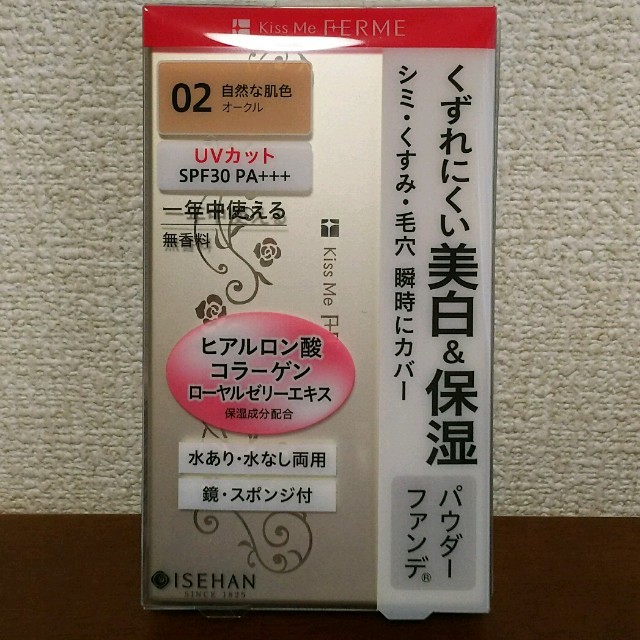 Kiss Me FERME
02 自然な肌色
オークル
UVカット
SPF30 PA+++
一年中使える
無香料
Kiss Me
ヒアルロン酸
コラーゲン
ローヤルゼリーエキス
保湿成分配合
水あり・水なし両用
鏡・スポンジ付
ISEHAN
SINCE 1825
くずれにくい美白&保湿
シミ・くすみ・毛穴 瞬時にカバー
パウダー
ファンデ®